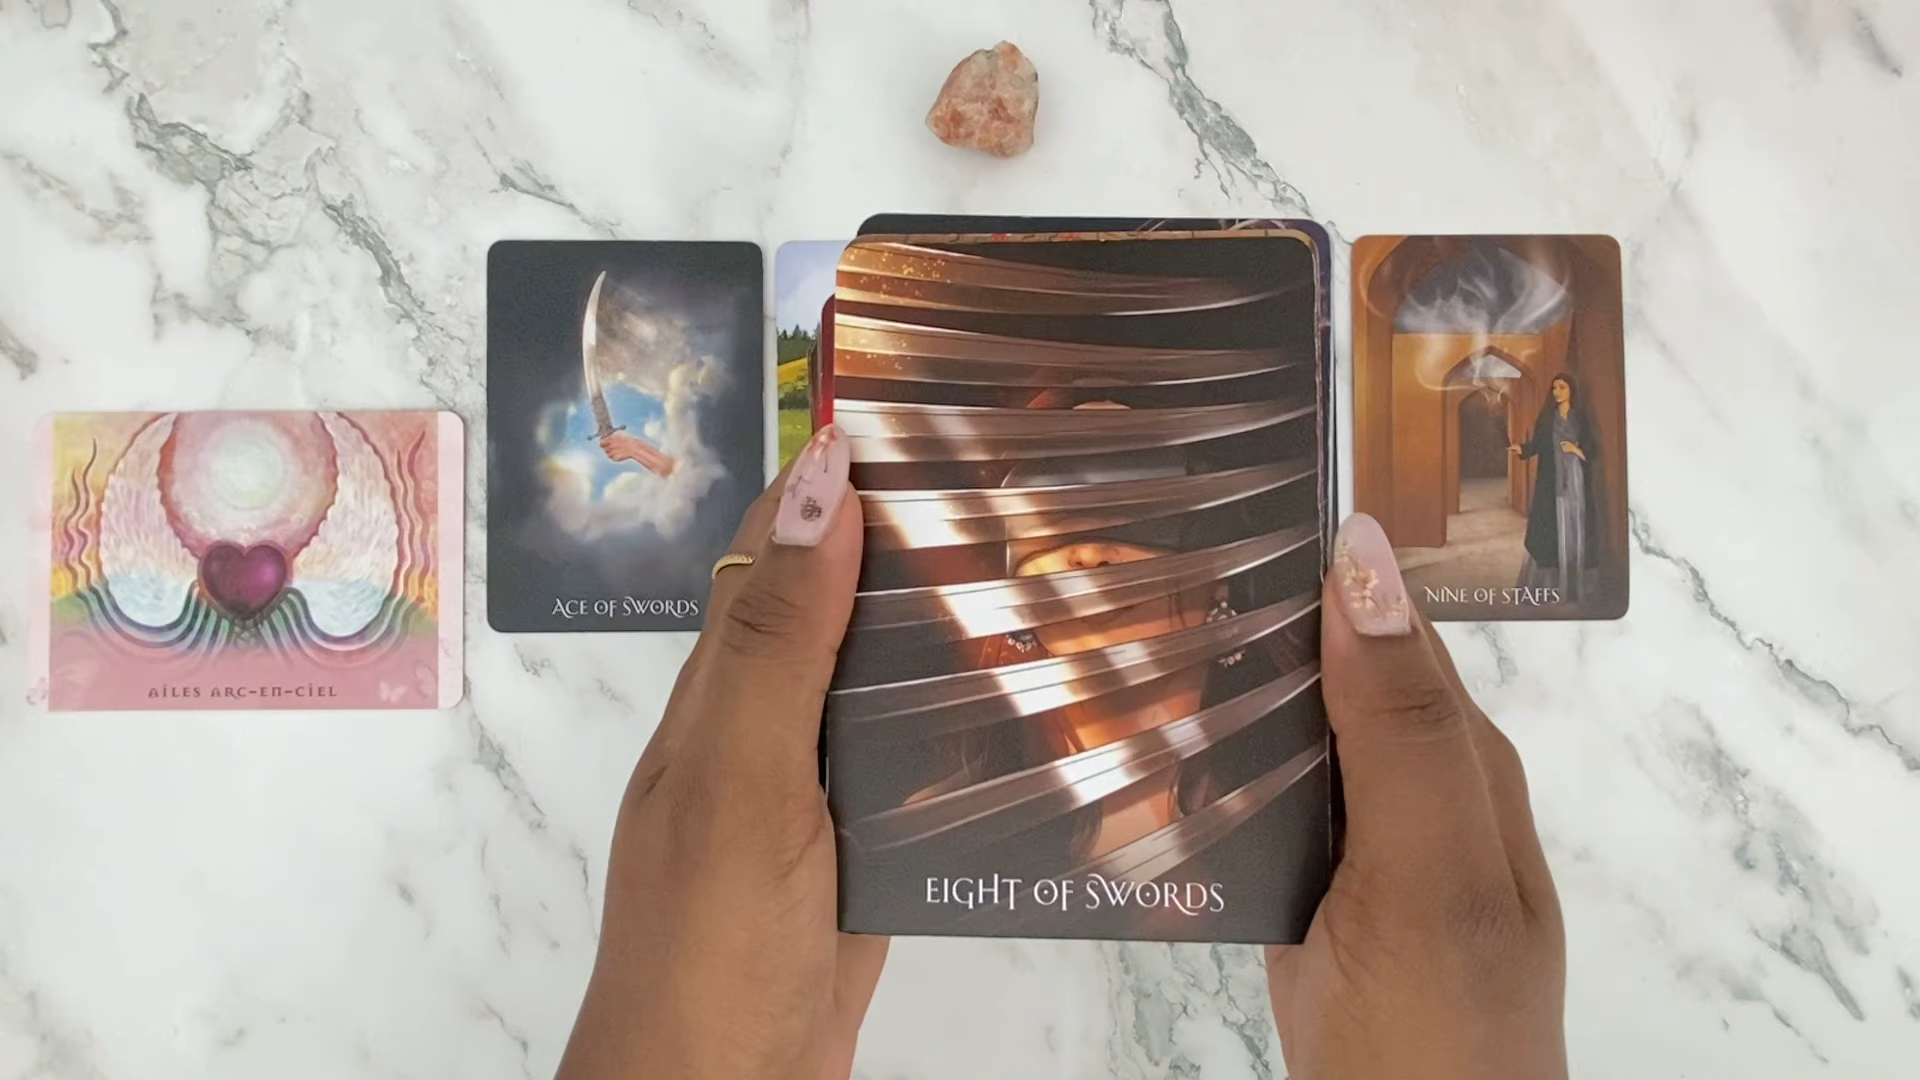 ACE OF SWORDS
NINE OF STAFFS
AILES ARC-EN-CIEL
EIGHT OF SWORDS